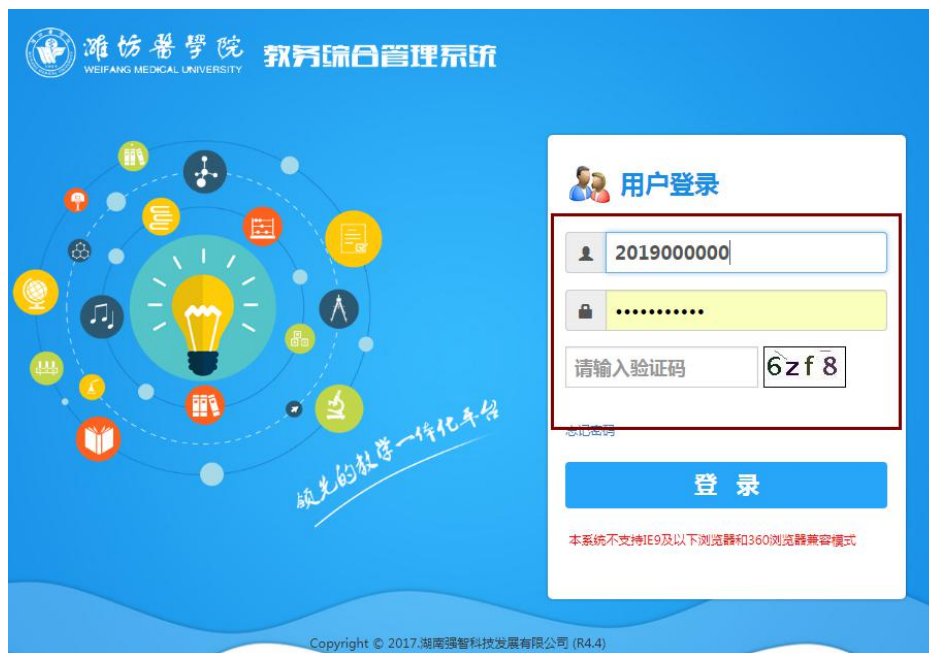 潍坊醫學院 教务综合管理系统
WEIFANG MEDICAL UNIVERSITY
用户登录
2019000000
•••••••••••
请输入验证码 6zf8
忘记密码
领先的教学一体化平台
登 录
本系统不支持IE9及以下浏览器和360浏览器兼容模式
Copyright © 2017.湖南强智科技发展有限公司 (R4.4)